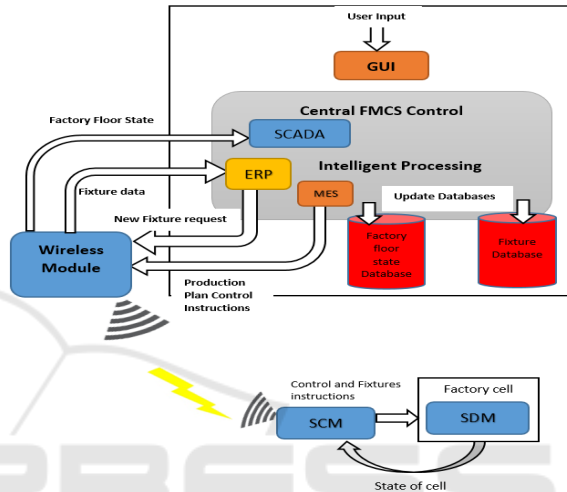 User Input
GUI
Central FMCS Control
Factory Floor State
SCADA
Intelligent Processing
ERP
Fixture data
MES
Update Databases
New Fixture request
Wireless
Module
Factory
floor
state
Database
Fixture
Database
Production
Plan Control
Instructions
Control and Fixtures
instructions
Factory cell
SCM
SDM
State of cell
PRESS